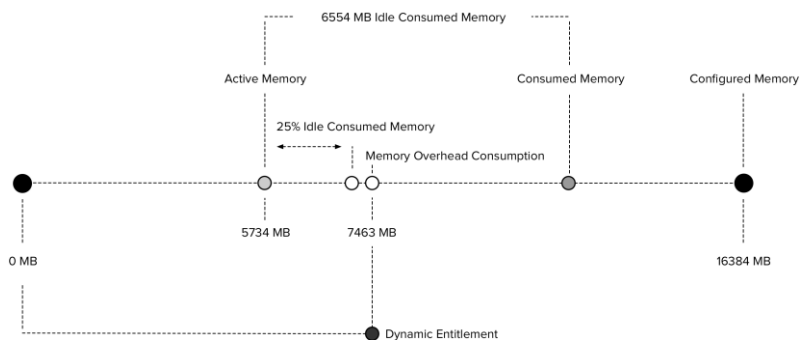 6554 MB Idle Consumed Memory
Active Memory
Consumed Memory
Configured Memory
25% Idle Consumed Memory
Memory Overhead Consumption
5734 MB
7463 MB
0 MB
16384 MB
Dynamic Entitlement